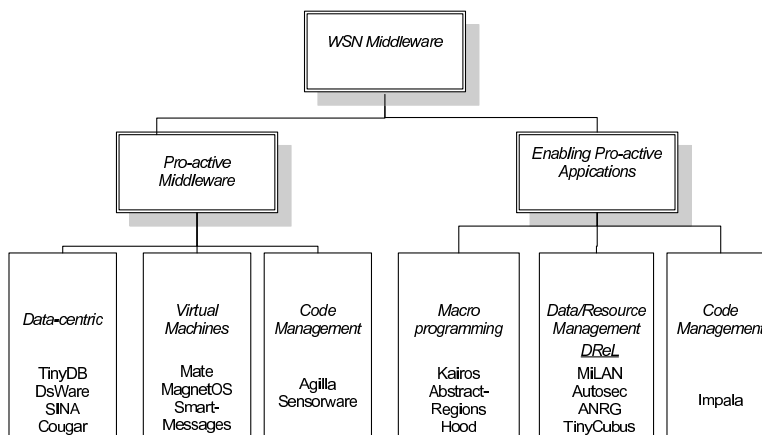 WSN Middleware
Pro-active
Middleware
Enabling Pro-active
Appications
Data-centric
TinyDB
DsWare
SINA
Cougar
Virtual
Machines
Mate
MagnetOS
Smart-
Messages
Code
Management
Agilla
Sensorware
Macro
programming
Kairos
Abstract-
Regions
Hood
Data/Resource
Management
DReL
MiLAN
Autosec
ANRG
TinyCubus
Code
Management
Impala